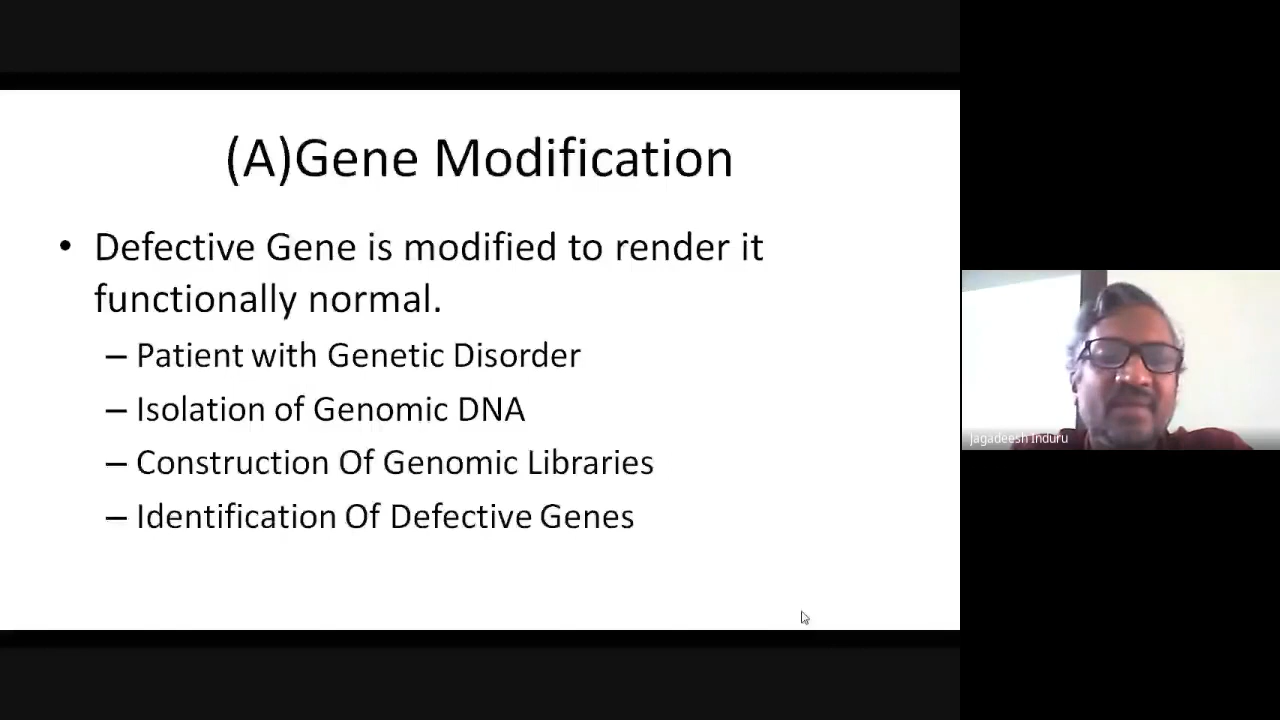 (A)Gene Modification
• Defective Gene is modified to render it
functionally normal.
– Patient with Genetic Disorder
– Isolation of Genomic DNA
– Construction Of Genomic Libraries
– Identification Of Defective Genes
Jagadeesh Induru